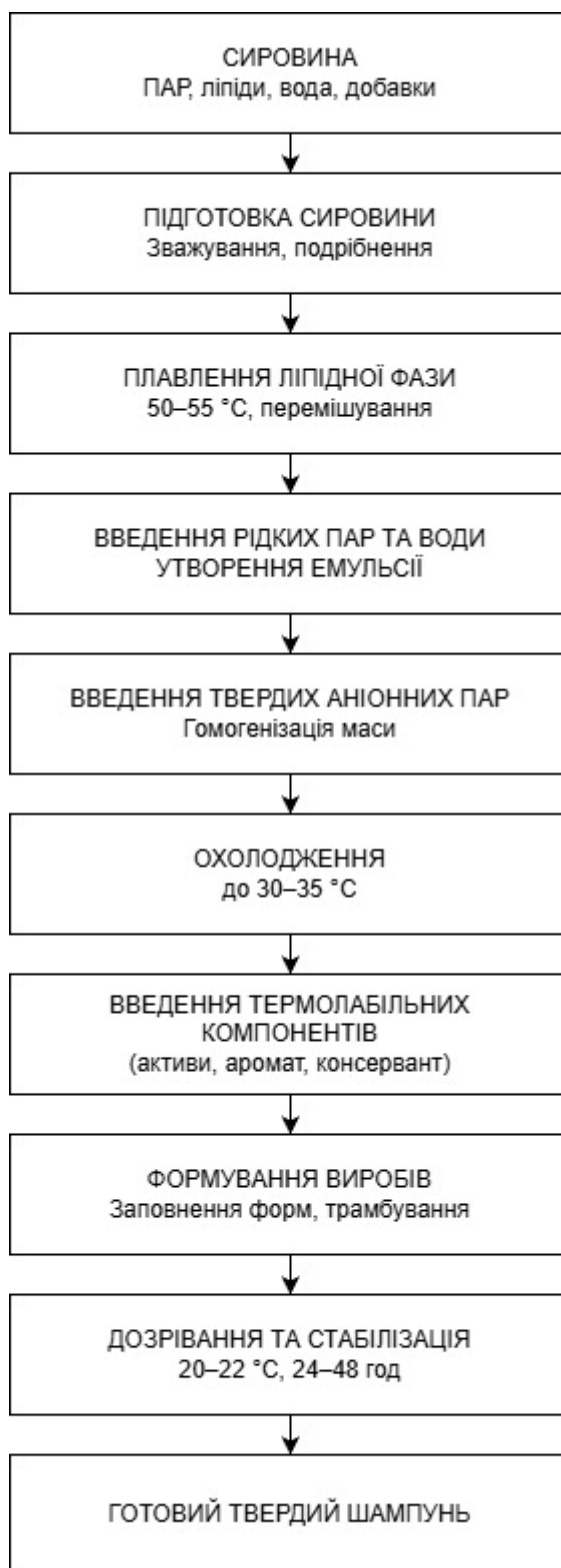 СИРОВИНА
ПАР, ліпіди, вода, добавки
ПІДГОТОВКА СИРОВИНИ
Зважування, подрібнення
ПЛАВЛЕННЯ ЛІПІДНОЇ ФАЗИ
50–55 °C, перемішування
ВВЕДЕННЯ РІДКИХ ПАР ТА ВОДИ
УТВОРЕННЯ ЕМУЛЬСІЇ
ВВЕДЕННЯ ТВЕРДИХ АНІОННИХ ПАР
Гомогенізація маси
ОХОЛОДЖЕННЯ
до 30–35 °C
ВВЕДЕННЯ ТЕРМОЛАБІЛЬНИХ
КОМПОНЕНТІВ
(активи, аромат, консервант)
ФОРМУВАННЯ ВИРОБІВ
Заповнення форм, трамбування
ДОЗРІВАННЯ ТА СТАБІЛІЗАЦІЯ
20–22 °C, 24–48 год
ГОТОВИЙ ТВЕРДИЙ ШАМПУНЬ